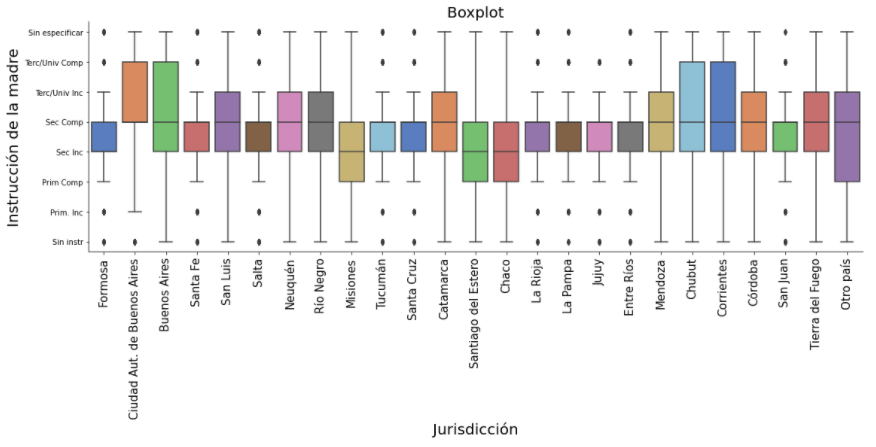 Boxplot
Instrucción de la madre
Sin especificar
Terc/Univ Comp
Terc/Univ Inc
Sec Comp
Sec Inc
Prim Comp
Prim. Inc
Sin instr
Formosa
Ciudad Aut. de Buenos Aires
Buenos Aires
Santa Fe
San Luis
Salta
Neuquén
Río Negro
Misiones
Tucumán
Santa Cruz
Catamarca
Santiago del Estero
Chaco
La Rioja
La Pampa
Jujuy
Entre Ríos
Mendoza
Chubut
Corrientes
Córdoba
San Juan
Tierra del Fuego
Otro país
Jurisdicción